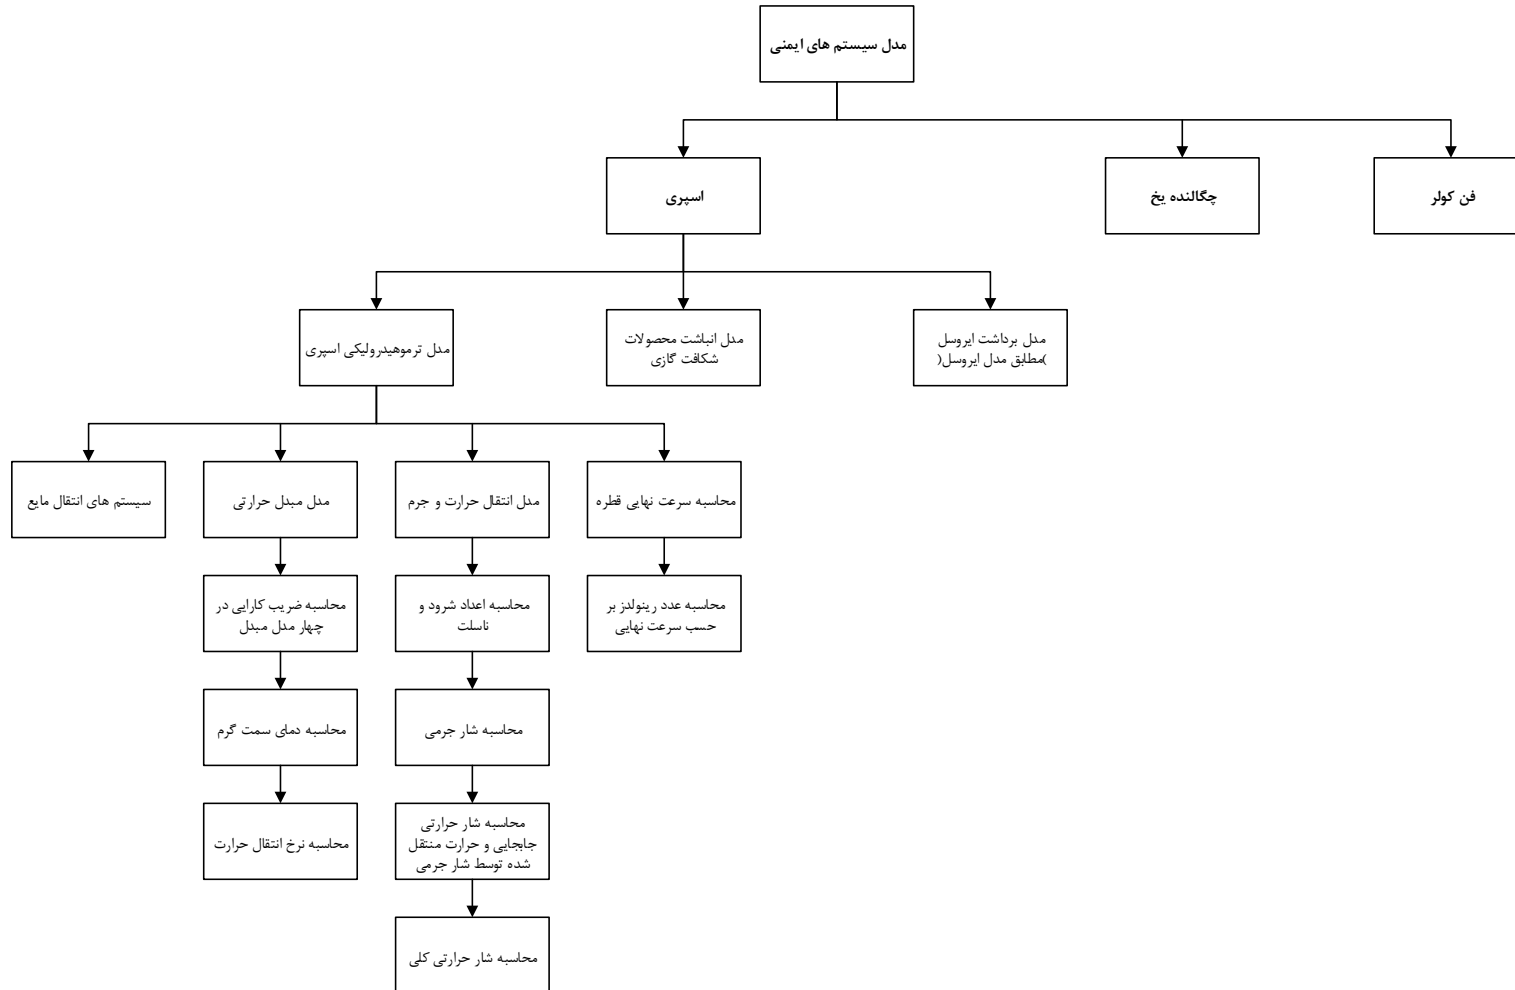 مدل سیستم های ایمنی
فن کولر
چگالنده یخ
اسپری
مدل برداشت ایروسل
)مطابق مدل ایروسل(
مدل انباشت محصولات
شکافت گازی
مدل ترموهیدرولیکی اسپری
محاسبه سرعت نهایی قطره
مدل انتقال حرارت و جرم
مدل مبدل حرارتی
سیستم های انتقال مایع
محاسبه عدد رینولدز بر
حسب سرعت نهایی
محاسبه اعداد شرود و
ناسلت
محاسبه ضریب کارایی در
چهار مدل مبدل
محاسبه شار جرمی
محاسبه دمای سمت گرم
محاسبه شار حرارتی
جابجایی و حرارت منتقل
شده توسط شار جرمی
محاسبه نرخ انتقال حرارت
محاسبه شار حرارتی کلی